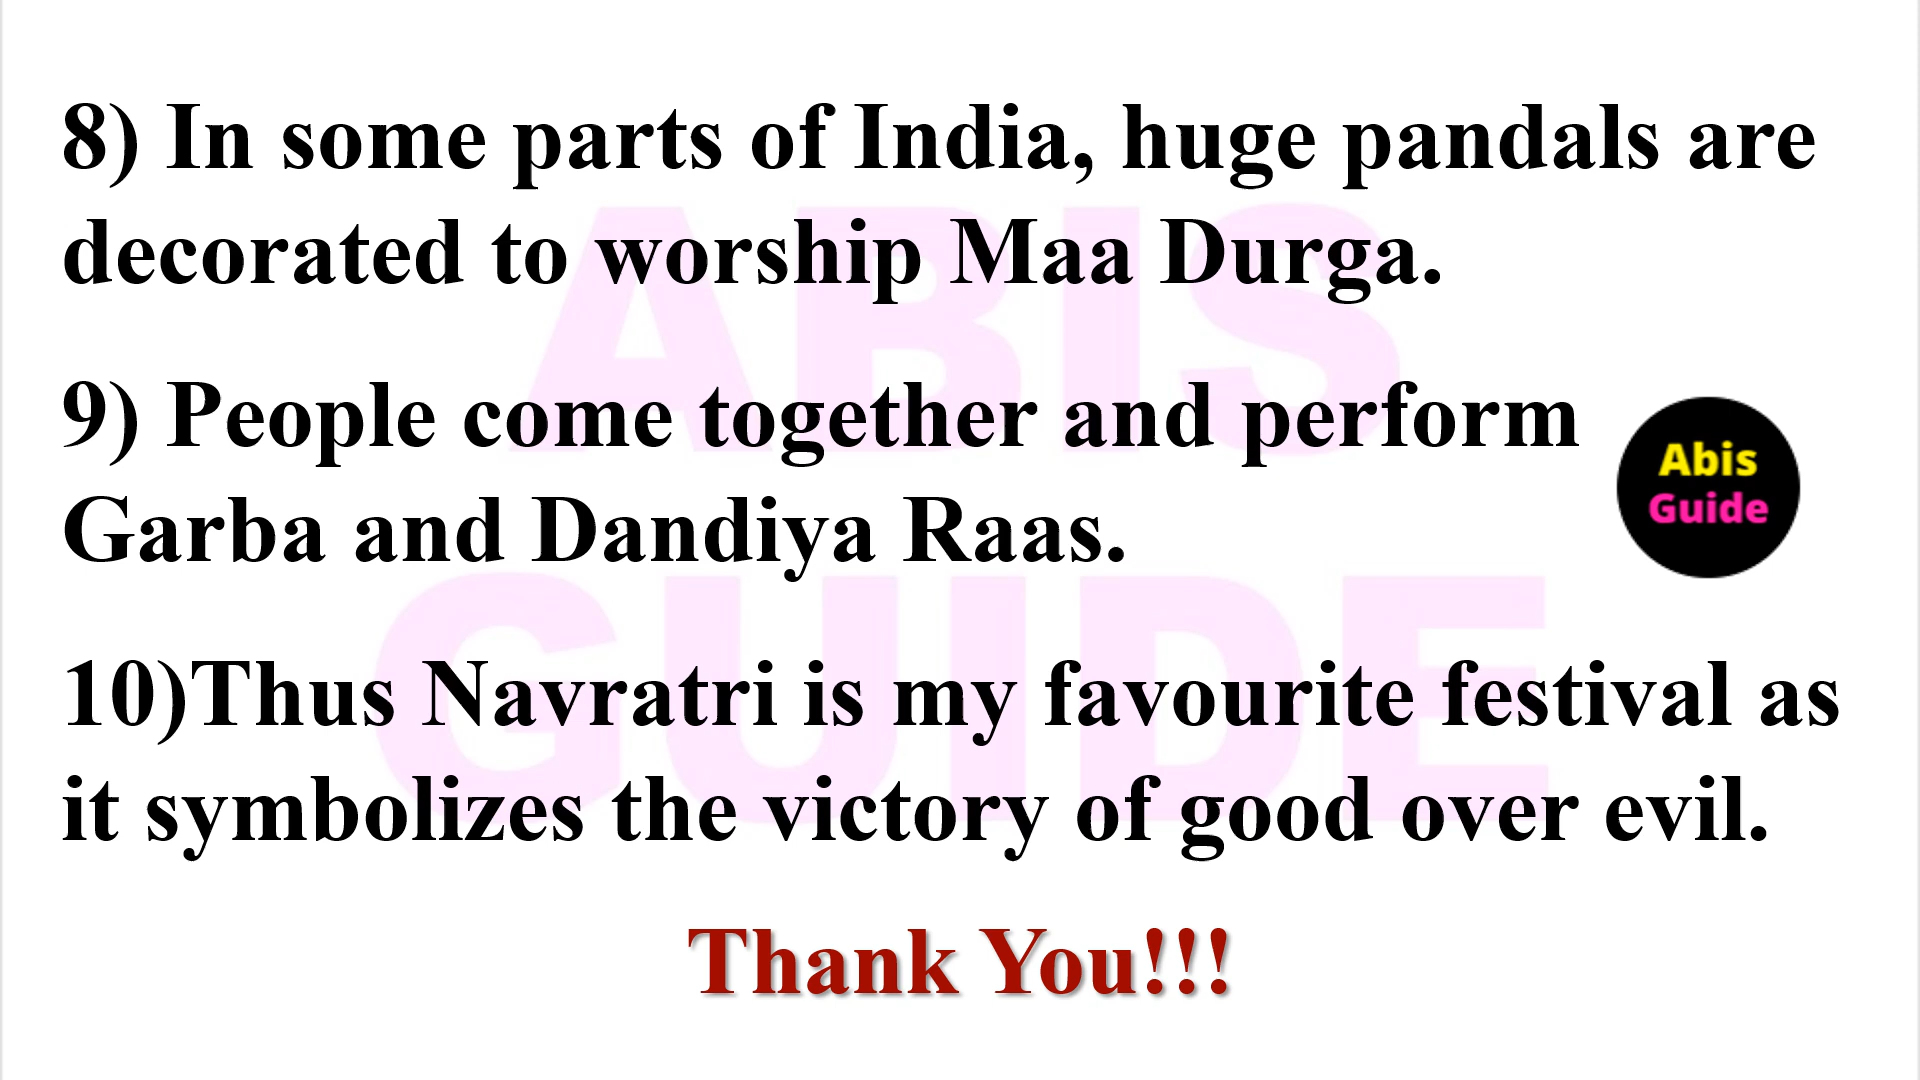 8) In some parts of India, huge pandals are
decorated to worship Maa Durga.
9) People come together and perform
Garba and Dandiya Raas.
Abis
Guide
10)Thus Navratri is my favourite festival as
it symbolizes the victory of good over evil.
Thank You!!!
ABIS
GUIDE